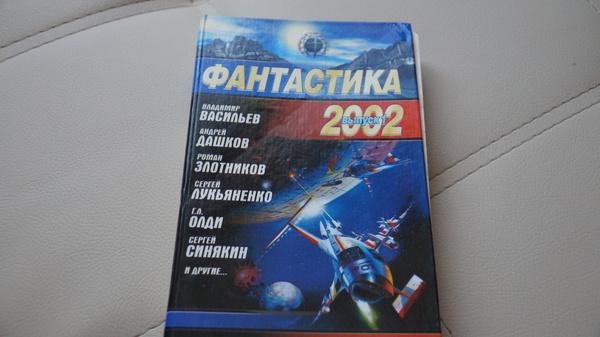 ФАНТАСТИКА
2002
ВЫПУСК 1
ВЛАДИМИР
ВАСИЛЬЕВ
АНДРЕЙ
ДАШКОВ
РОМАН
ЗЛОТНИКОВ
СЕРГЕЙ
ЛУКЬЯНЕНКО
Г.Л.
ОЛДИ
СЕРГЕЙ
СИНЯКИН
И ДРУГИЕ...